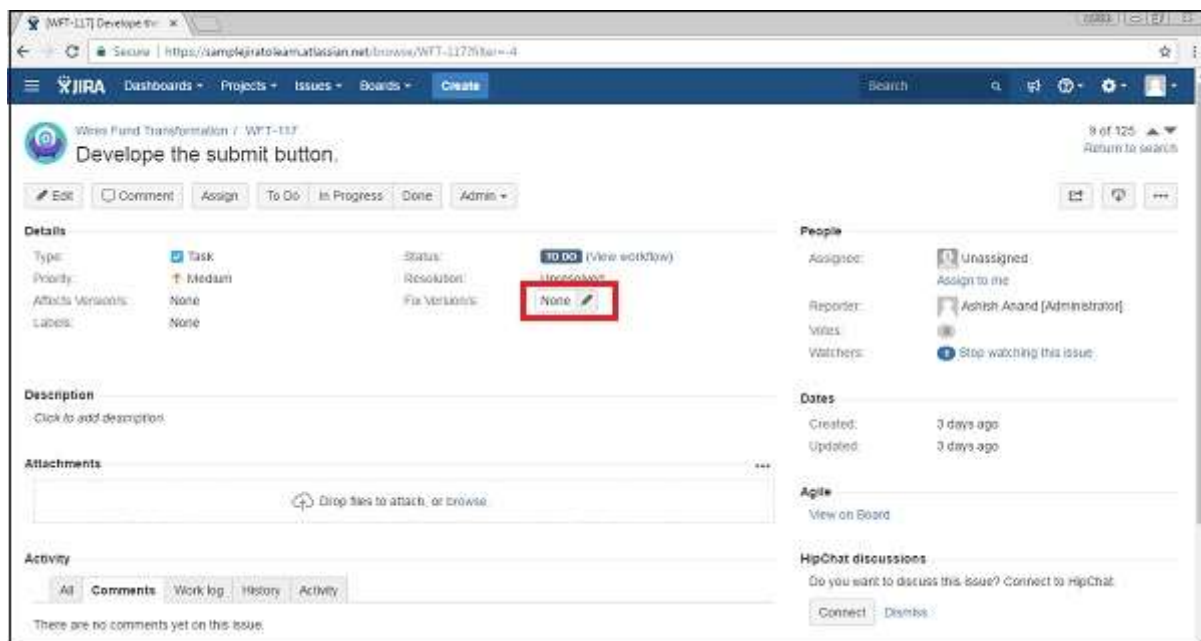 [WFT-117] Develope the
Secure | https://samplejiratolearn.atlassian.net/browse/WFT-117?filter=-4
JIRA Dashboards Projects Issues Boards Create Search
Wires Fund Transformation / WFT-117
Develope the submit button.
9 of 125
Return to search
Edit Comment Assign To Do In Progress Done Admin
Details
Type: Task
Status: TO DO (View workflow)
Priority: Medium
Resolution: Unresolved
Affects Version/s: None
Fix Version/s: None
Labels: None
People
Assignee: Unassigned
Assign to me
Reporter: Ashish Anand [Administrator]
Votes:
Watchers: Stop watching this issue
Description
Click to add description
Dates
Created: 3 days ago
Updated: 3 days ago
Attachments
Drop files to attach, or browse.
Agile
View on Board
Activity
All Comments Work log History Activity
There are no comments yet on this issue.
HipChat discussions
Do you want to discuss this issue? Connect to HipChat.
Connect Dismiss